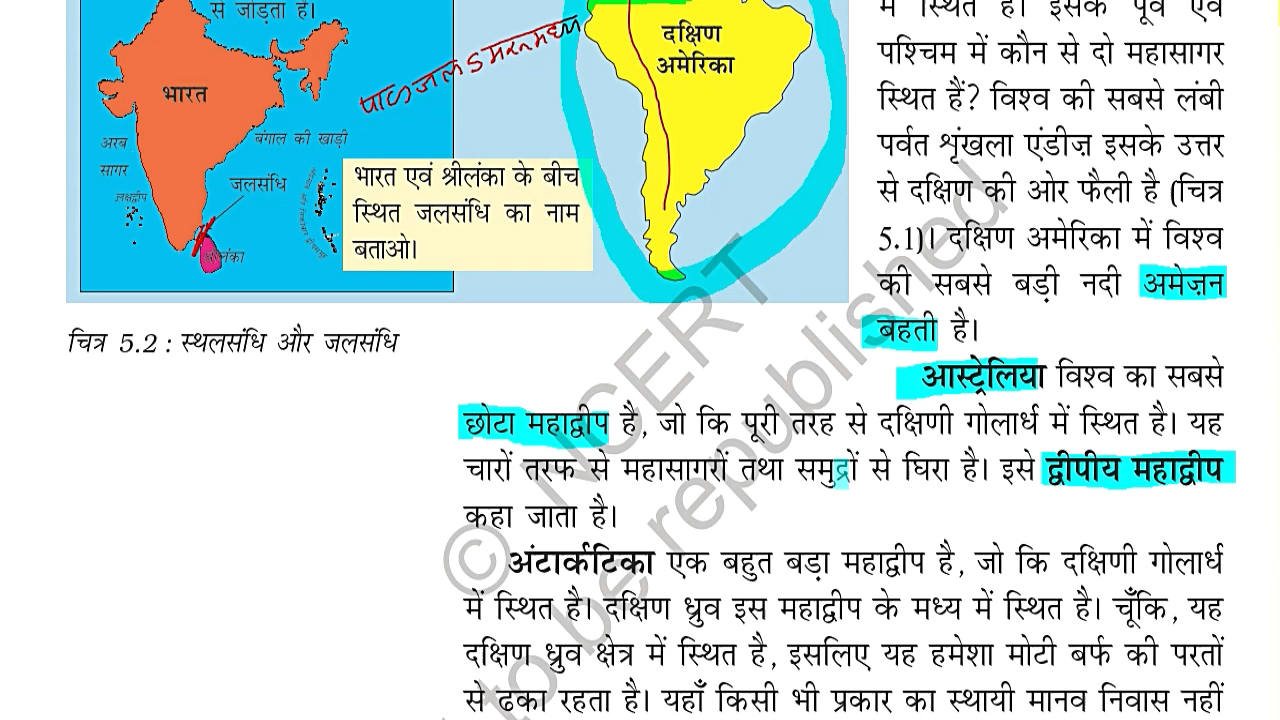 से जोड़ता है।
भारत
अरब
सागर
बंगाल की खाड़ी
जलसंधि
लक्षद्वीप
भारत एवं श्रीलंका के बीच
स्थित जलसंधि का नाम
बताओ।
दक्षिण
अमेरिका
चित्र 5.2 : स्थलसंधि और जलसंधि
में स्थित है। इसके पूर्व एवं
पश्चिम में कौन से दो महासागर
स्थित हैं? विश्व की सबसे लंबी
पर्वत शृंखला एंडीज़ इसके उत्तर
से दक्षिण की ओर फैली है (चित्र
5.1)। दक्षिण अमेरिका में विश्व
की सबसे बड़ी नदी अमेज़न
बहती है।
आस्ट्रेलिया विश्व का सबसे
छोटा महाद्वीप है, जो कि पूरी तरह से दक्षिणी गोलार्ध में स्थित है। यह
चारों तरफ से महासागरों तथा समुद्रों से घिरा है। इसे द्वीपीय महाद्वीप
कहा जाता है।
अंटार्कटिका एक बहुत बड़ा महाद्वीप है, जो कि दक्षिणी गोलार्ध
में स्थित है। दक्षिण ध्रुव इस महाद्वीप के मध्य में स्थित है। चूँकि, यह
दक्षिण ध्रुव क्षेत्र में स्थित है, इसलिए यह हमेशा मोटी बर्फ की परतों
से ढका रहता है। यहाँ किसी भी प्रकार का स्थायी मानव निवास नहीं
© NCERT
to be republished